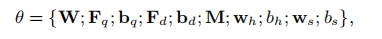 θ = {W; F_q; b_q; F_d; b_d; M; w_h; b_h; w_s; b_s},